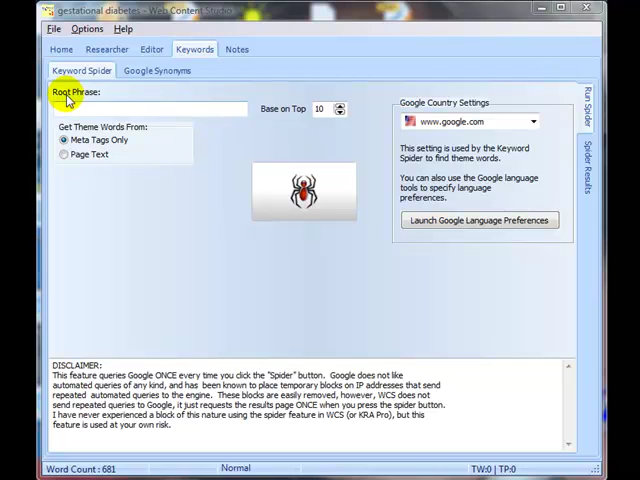 gestational diabetes - Web Content Studio
File Options Help
Home Researcher Editor Keywords Notes
Keyword Spider Google Synonyms
Root Phrase:
Base on Top 10
Get Theme Words From:
Meta Tags Only
Page Text
Google Country Settings
www.google.com
This setting is used by the Keyword
Spider to find theme words.
You can also use the Google language
tools to specify language
preferences.
Launch Google Language Preferences
Run Spider
Spider Results
DISCLAIMER:
This feature queries Google ONCE every time you click the "Spider" button. Google does not like
automated queries of any kind, and has been known to place temporary blocks on IP addresses that send
repeated automated queries to the engine. These blocks are easily removed, however, WCS does not
send repeated queries to Google, it just requests the results page ONCE when you press the spider button.
I have never experienced a block of this nature using the spider feature in WCS (or KRA Pro), but this
feature is used at your own risk.
Word Count : 681 Normal TW:0 | TP:0